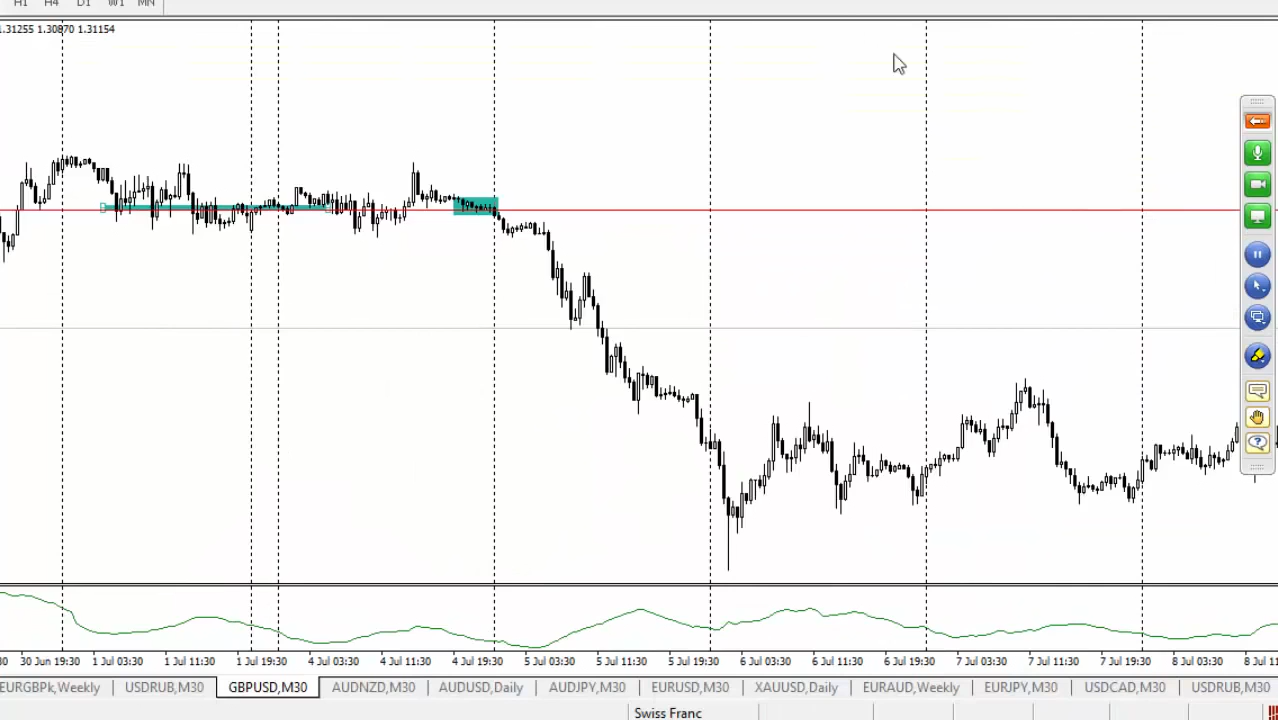 H1 H4 D1 W1 MN
1.31255 1.30870 1.31154
30 30 Jun 19:30 1 Jul 03:30 1 Jul 11:30 1 Jul 19:30 4 Jul 03:30 4 Jul 11:30 4 Jul 19:30 5 Jul 03:30 5 Jul 11:30 5 Jul 19:30 6 Jul 03:30 6 Jul 11:30 6 Jul 19:30 7 Jul 03:30 7 Jul 11:30 7 Jul 19:30 8 Jul 03:30 8 Jul 11:
EURGBPk,Weekly USDRUB,M30 GBPUSD,M30 AUDNZD,M30 AUDUSD,Daily AUDJPY,M30 EURUSD,M30 XAUUSD,Daily EURAUD,Weekly EURJPY,M30 USDCAD,M30 USDRUB,M30
Swiss Franc